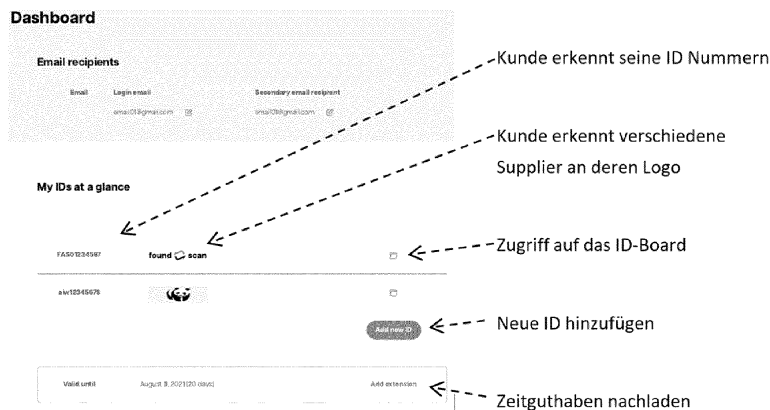 Dashboard
Email recipients
Email Login email Secondary email recipient
email01@gmail.com email01@gmail.com
My IDs at a glance
FAS01234567 found scan
alw12345678
Add new ID
Valid until August 9, 2021(20 days) Add extension
Kunde erkennt seine ID Nummern
Kunde erkennt verschiedene
Supplier an deren Logo
Zugriff auf das ID-Board
Neue ID hinzufügen
Zeitguthaben nachladen